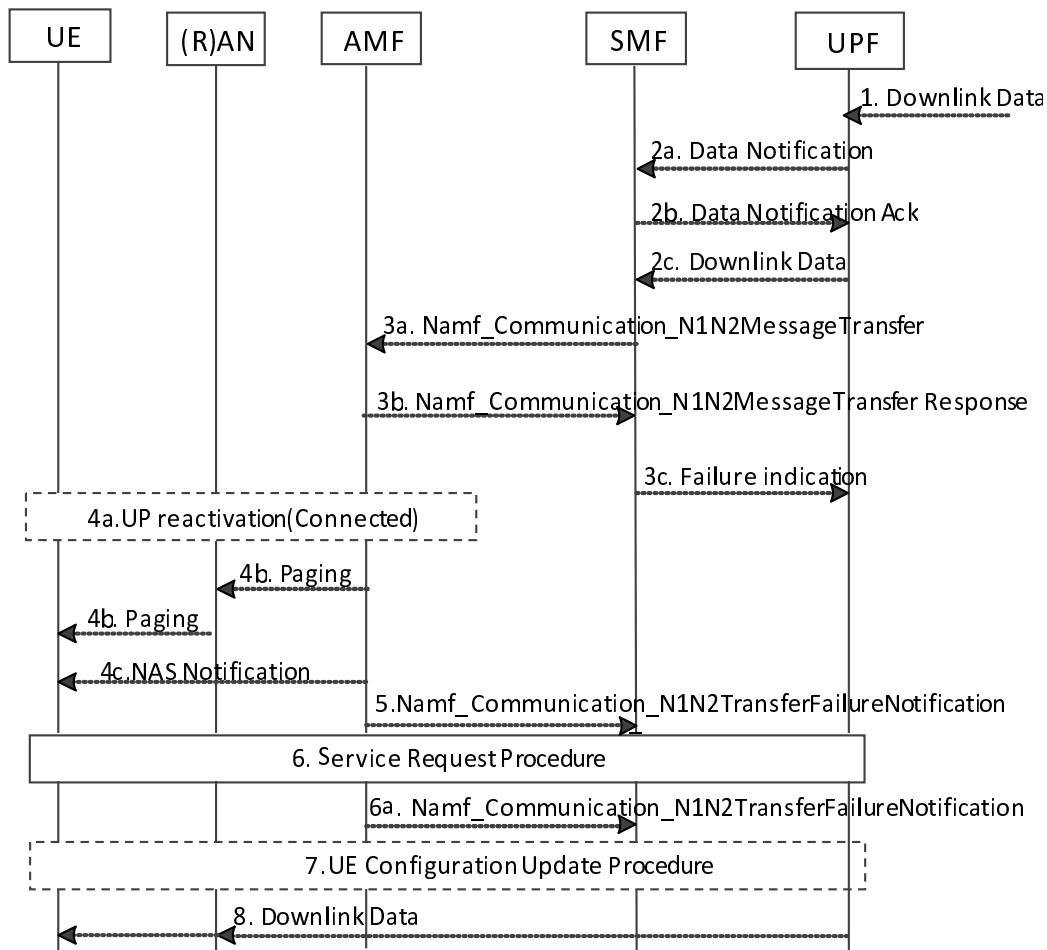 UE
(R)AN
AMF
SMF
UPF
1. Downlink Data
2a. Data Notification
2b. Data Notification Ack
2c. Downlink Data
3a. Namf_Communication_N1N2MessageTransfer
3b. Namf_Communication_N1N2MessageTransfer Response
3c. Failure indication
4a.UP reactivation(Connected)
4b. Paging
4b. Paging
4c.NAS Notification
5.Namf_Communication_N1N2TransferFailureNotification
6. Service Request Procedure
6a. Namf_Communication_N1N2TransferFailureNotification
7.UE Configuration Update Procedure
8. Downlink Data